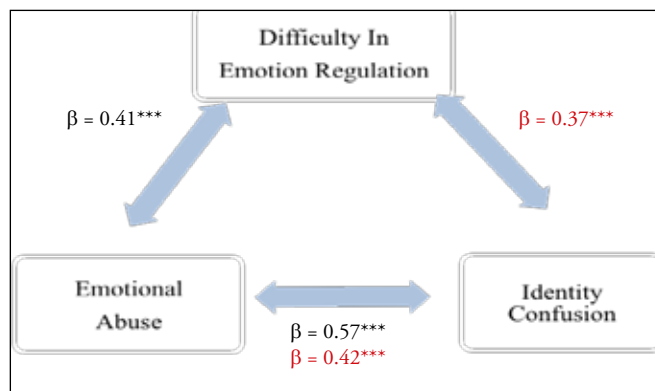 Difficulty In
Emotion Regulation
β = 0.41***
β = 0.37***
Emotional
Abuse
β = 0.57***
β = 0.42***
Identity
Confusion